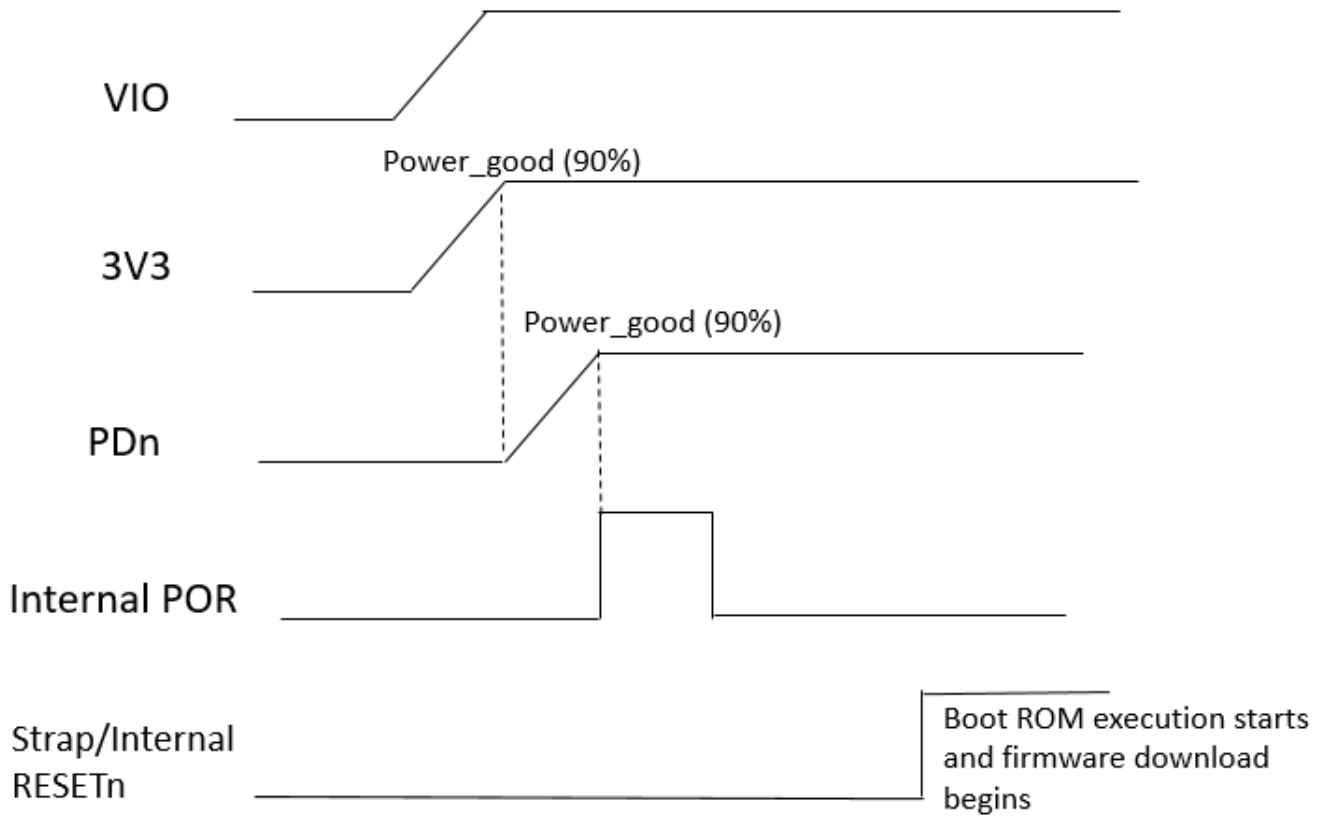 VIO
Power_good (90%)
3V3
Power_good (90%)
PDn
Internal POR
Strap/Internal
RESETn
Boot ROM execution starts
and firmware download
begins